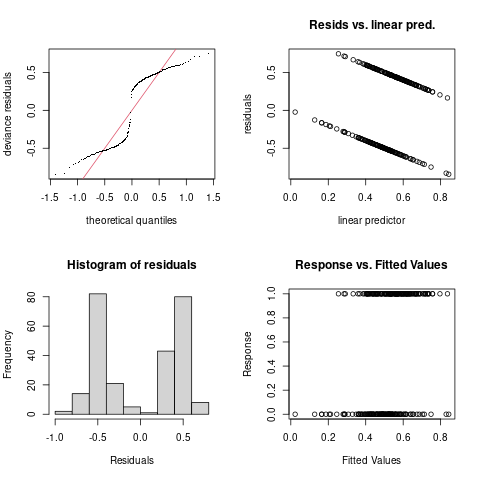 deviance residuals
0.5
0.0
-0.5
-1.5 -1.0 -0.5 0.0 0.5 1.0 1.5
theoretical quantiles
Resids vs. linear pred.
residuals
0.5
0.0
-0.5
0.0 0.2 0.4 0.6 0.8
linear predictor
Histogram of residuals
Frequency
80
60
40
20
0
-1.0 -0.5 0.0 0.5
Residuals
Response vs. Fitted Values
Response
1.0
0.8
0.6
0.4
0.2
0.0
0.0 0.2 0.4 0.6 0.8
Fitted Values